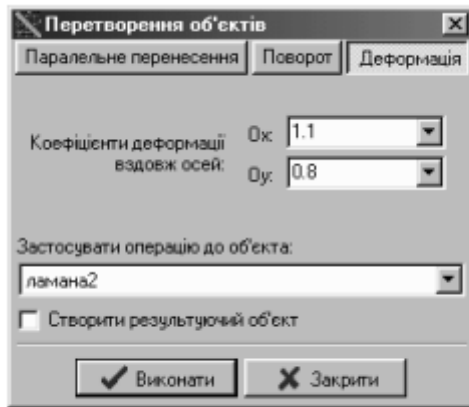 Перетворення об'єктів
Паралельне перенесення Поворот Деформація
Коефіцієнти деформації
вздовж осей:
Ox: 1.1
Oy: 0.8
Застосувати операцію до об'єкта:
ламана2
Створити результуючий об'єкт
Виконати Закрити